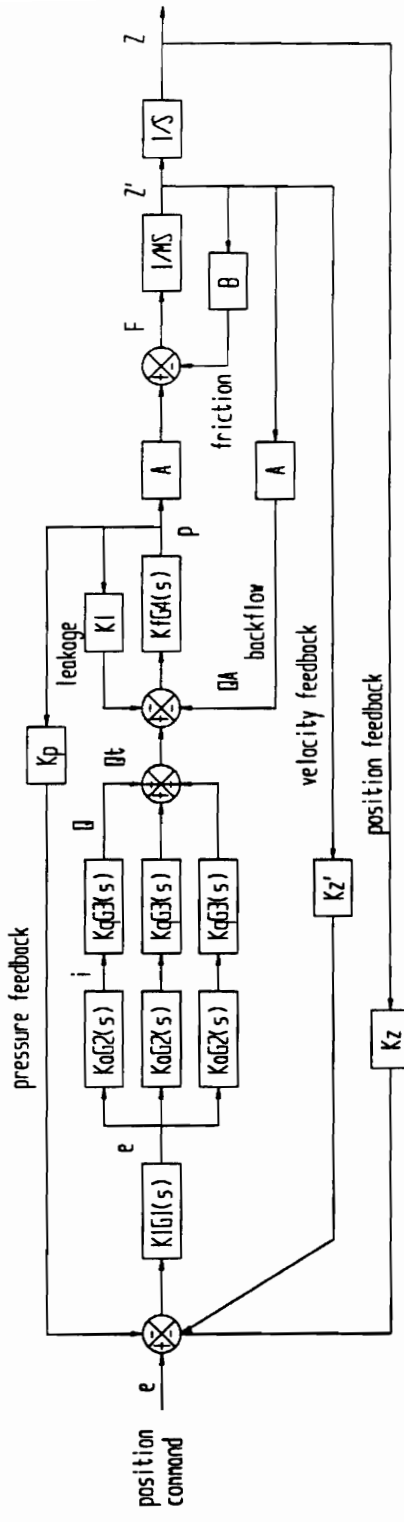 pressure feedback
Kp
leakage
Kl
Z'
Z
F
1/MS
1/S
B
friction
A
p
KfG4(s)
A
backflow
QA
Qt
Q
KqG3(s)
KqG3(s)
KqG3(s)
i
KaG2(s)
KaG2(s)
KaG2(s)
e
K1G1(s)
e
position
command
velocity feedback
Kz'
position feedback
Kz